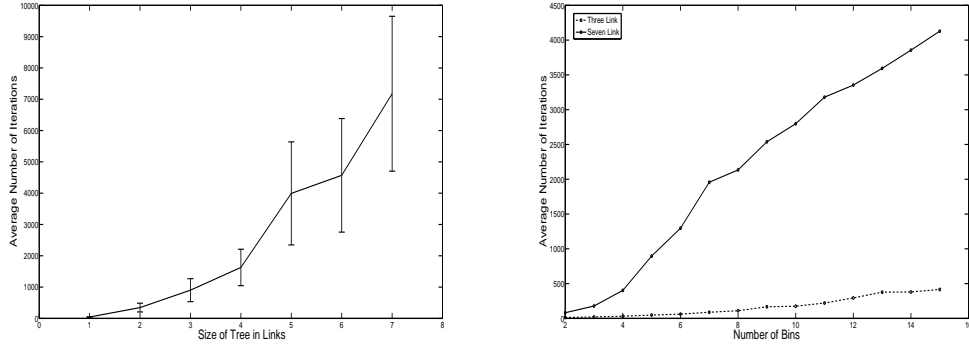 10000
9000
8000
7000
6000
5000
4000
3000
2000
1000
0
0 1 2 3 4 5 6 7 8
Average Number of Iterations
Size of Tree in Links
4500
4000
3500
3000
2500
2000
1500
1000
500
0
2 4 6 8 10 12 14 16
Average Number of Iterations
Number of Bins
Three Link
Seven Link